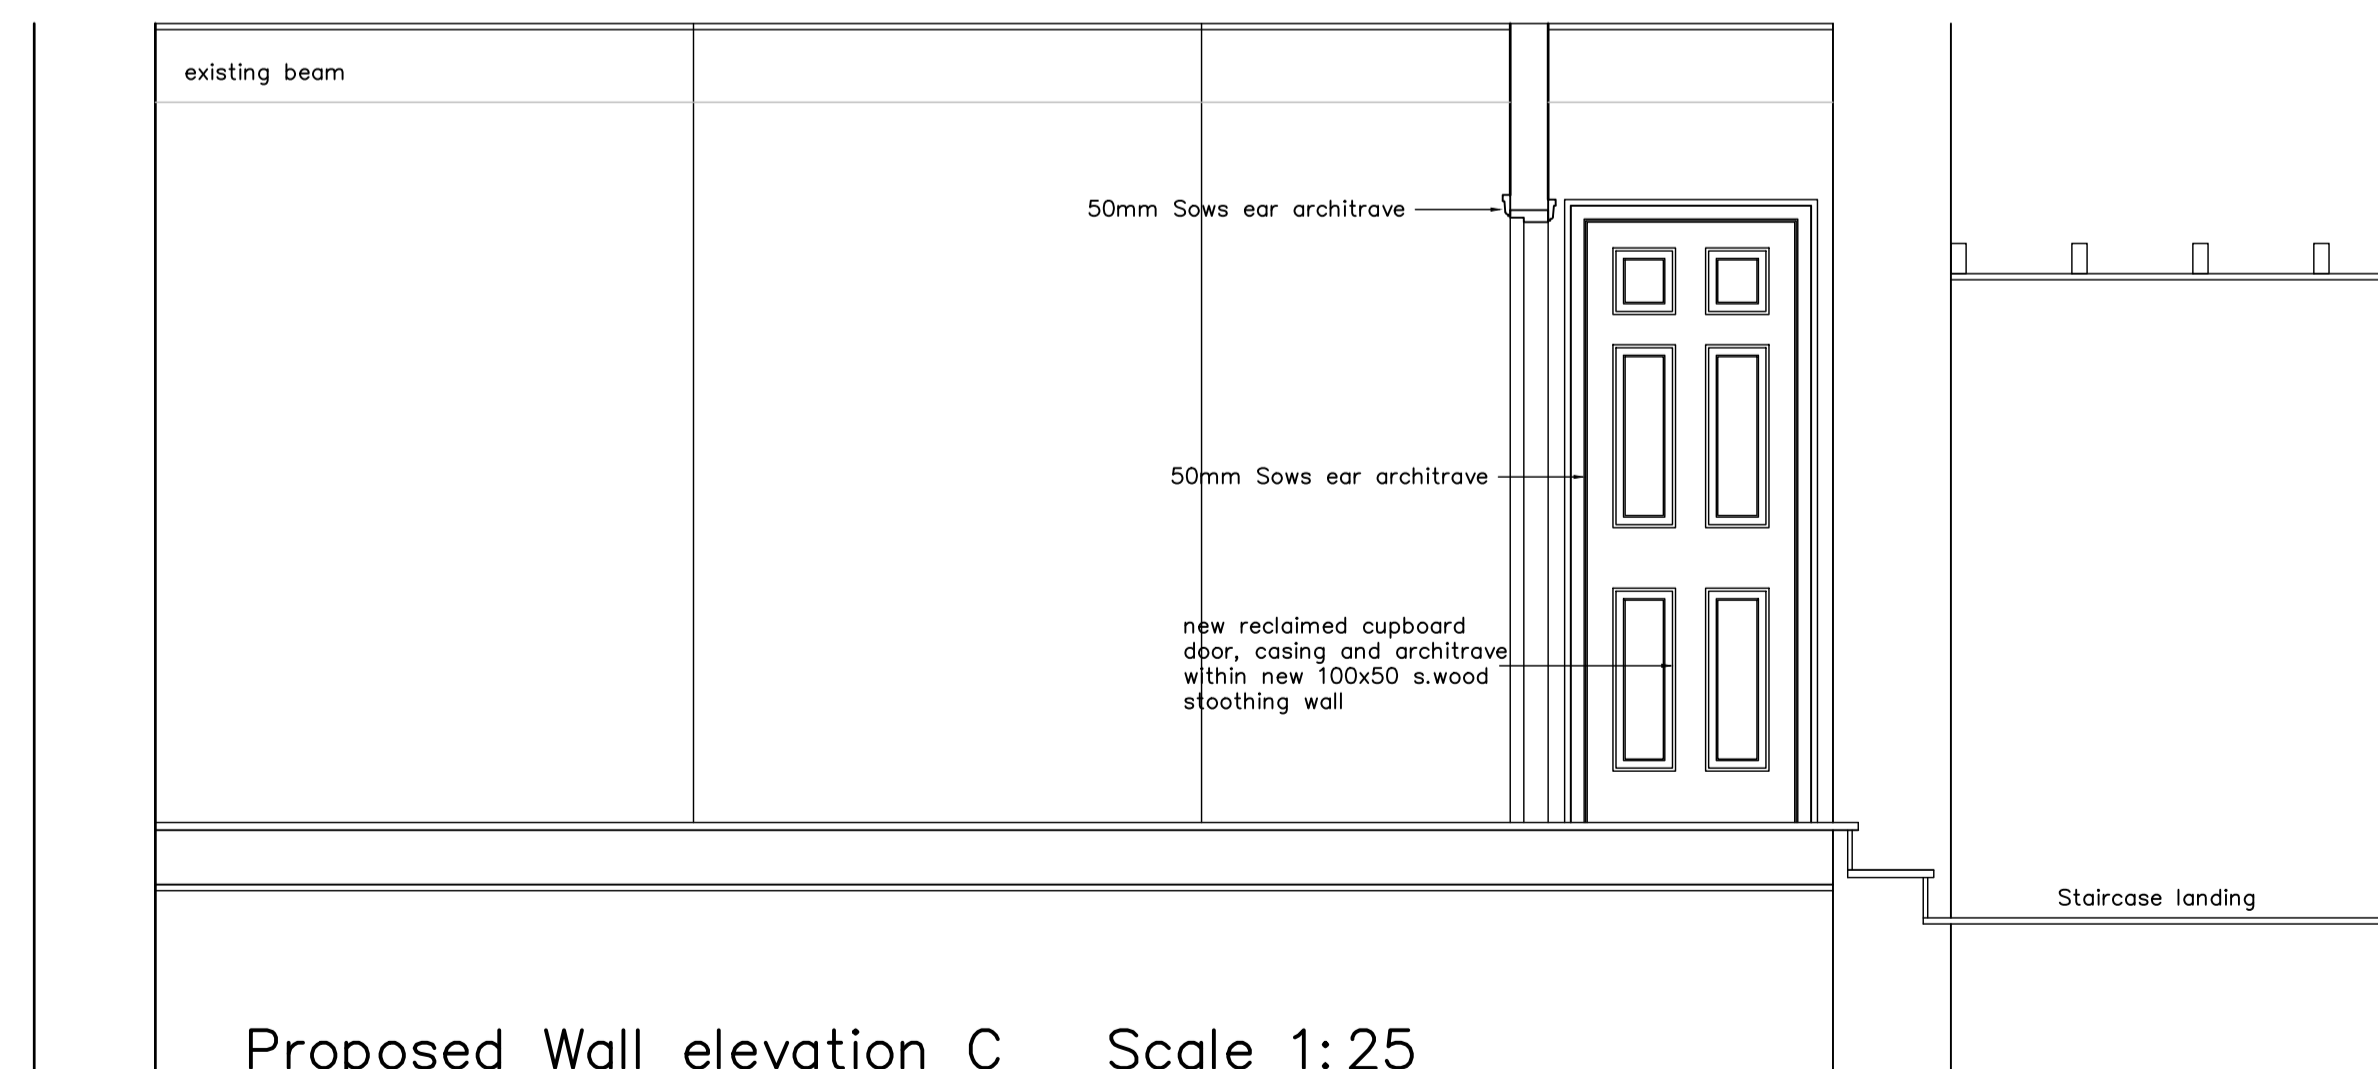 existing beam
50mm Sows ear architrave
50mm Sows ear architrave
new reclaimed cupboard
door, casing and architrave
within new 100x50 s.wood
stoothing wall
Staircase landing
Proposed Wall elevation C Scale 1:25